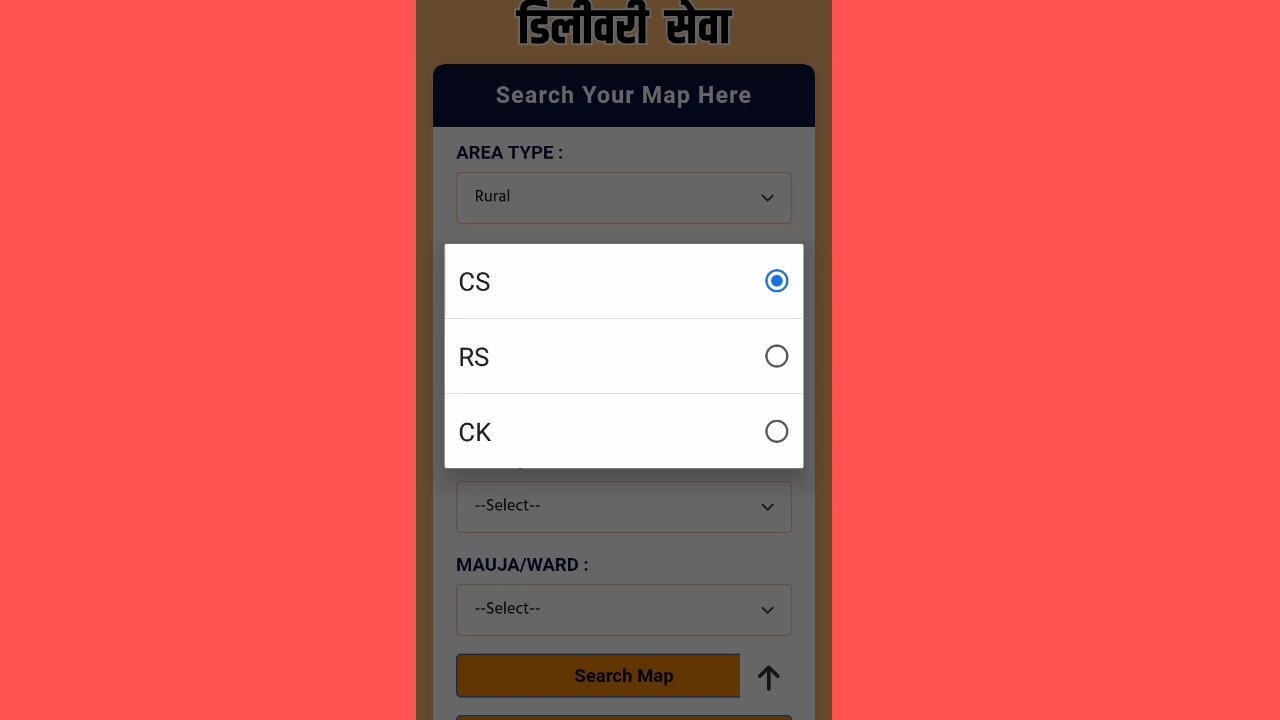 डिलीवरी सेवा
Search Your Map Here
AREA TYPE :
Rural
CS
RS
CK
--Select--
MAUJA/WARD :
--Select--
Search Map